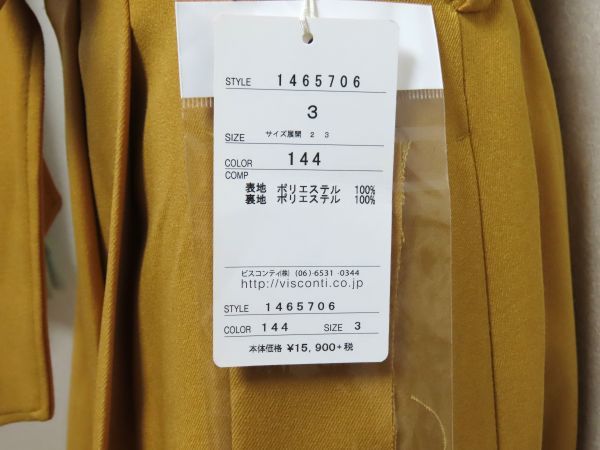 STYLE 1465706
3
SIZE サイズ展開 2 3
COLOR 144
COMP
表地 ポリエステル 100%
裏地 ポリエステル 100%
ビスコンティ(株) (06)-6531-0344
http://visconti.co.jp
STYLE 1465706
COLOR 144 SIZE 3
本体価格 ¥15,900+税